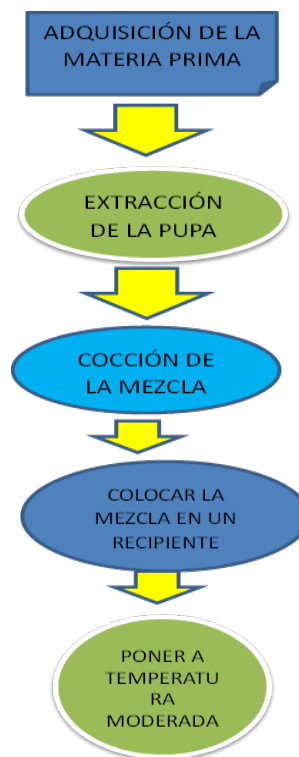 ADQUISICIÓN DE LA
MATERIA PRIMA
EXTRACCIÓN
DE LA PUPA
COCCIÓN DE
LA MEZCLA
COLOCAR LA
MEZCLA EN UN
RECIPIENTE
PONER A
TEMPERATU
RA
MODERADA